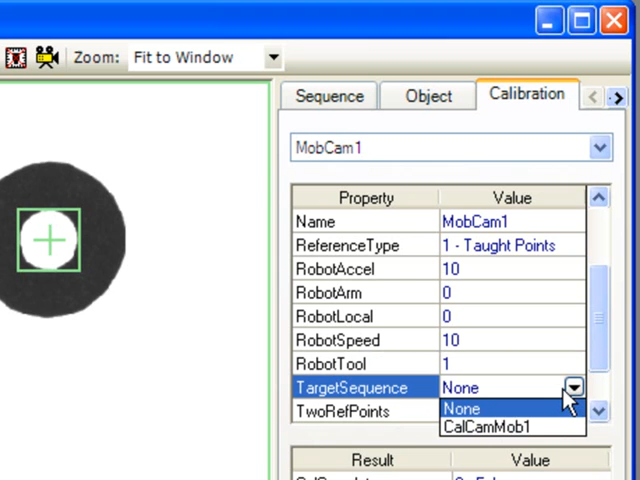 Zoom: Fit to Window
Sequence Object Calibration
MobCam1
Property Value
Name MobCam1
ReferenceType 1 - Taught Points
RobotAccel 10
RobotArm 0
RobotLocal 0
RobotSpeed 10
RobotTool 1
TargetSequence None
None
TwoRefPoints
CalCamMob1
Result Value